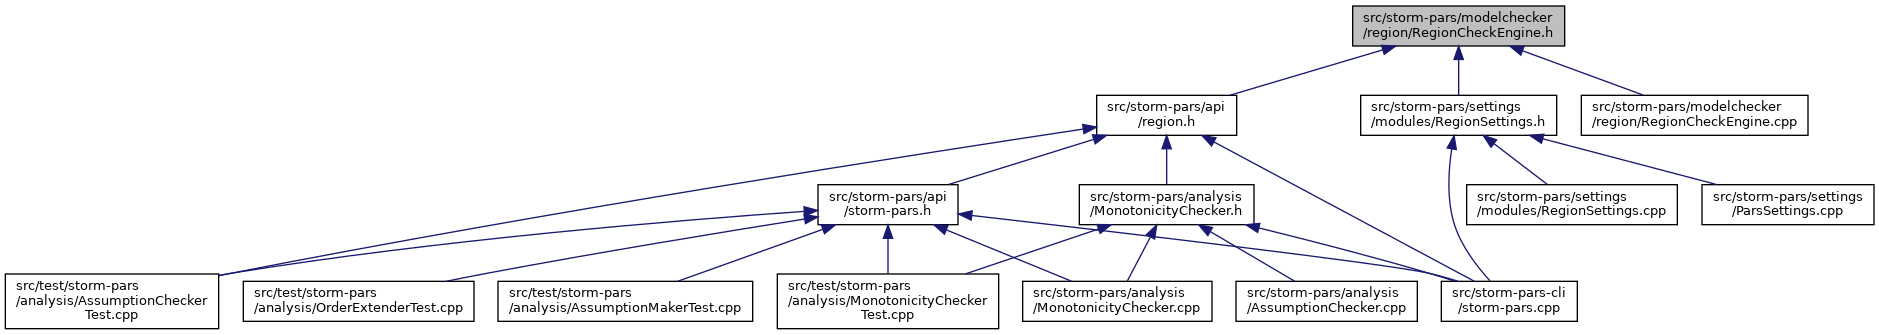 src/storm-pars/modelchecker
/region/RegionCheckEngine.h
src/storm-pars/api
/region.h
src/storm-pars/settings
/modules/RegionSettings.h
src/storm-pars/modelchecker
/region/RegionCheckEngine.cpp
src/storm-pars/api
/storm-pars.h
src/storm-pars/analysis
/MonotonicityChecker.h
src/storm-pars/settings
/modules/RegionSettings.cpp
src/storm-pars/settings
/ParsSettings.cpp
src/test/storm-pars
/analysis/AssumptionChecker
Test.cpp
src/test/storm-pars
/analysis/OrderExtenderTest.cpp
src/test/storm-pars
/analysis/AssumptionMakerTest.cpp
src/test/storm-pars
/analysis/MonotonicityChecker
Test.cpp
src/storm-pars/analysis
/MonotonicityChecker.cpp
src/storm-pars/analysis
/AssumptionChecker.cpp
src/storm-pars-cli
/storm-pars.cpp